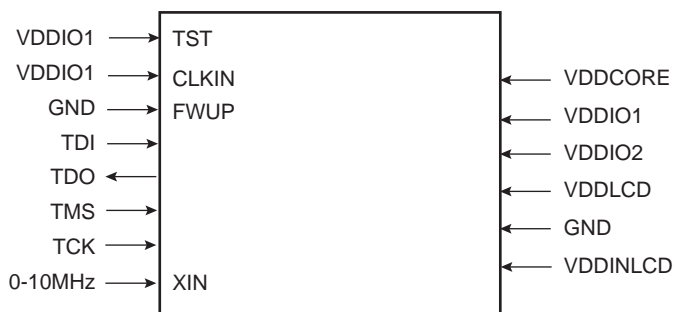 VDDIO1 TST
VDDIO1 CLKIN
VDDCORE
GND FWUP
VDDIO1
TDI
VDDIO2
TDO
VDDLCD
TMS
GND
TCK
VDDINLCD
0-10MHz XIN